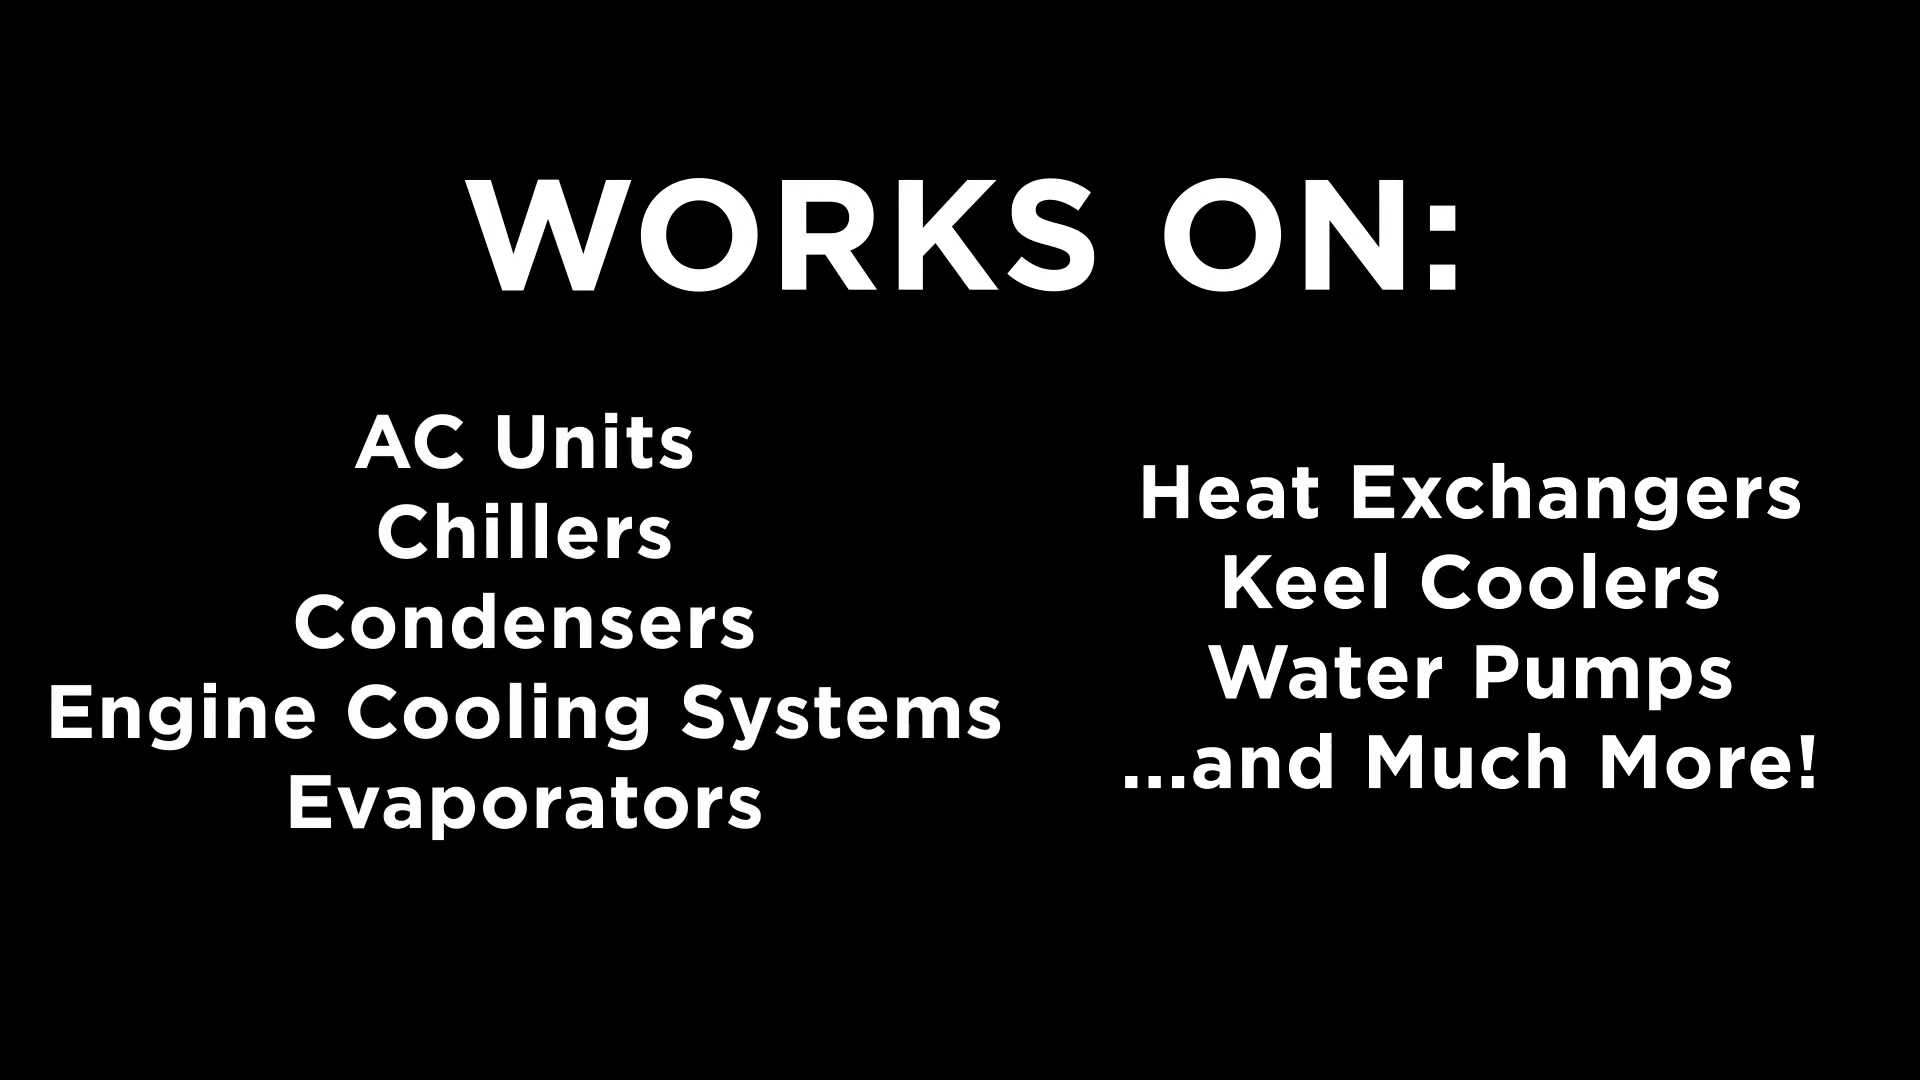 WORKS ON:
AC Units
Chillers
Condensers
Engine Cooling Systems
Evaporators
Heat Exchangers
Keel Coolers
Water Pumps
...and Much More!